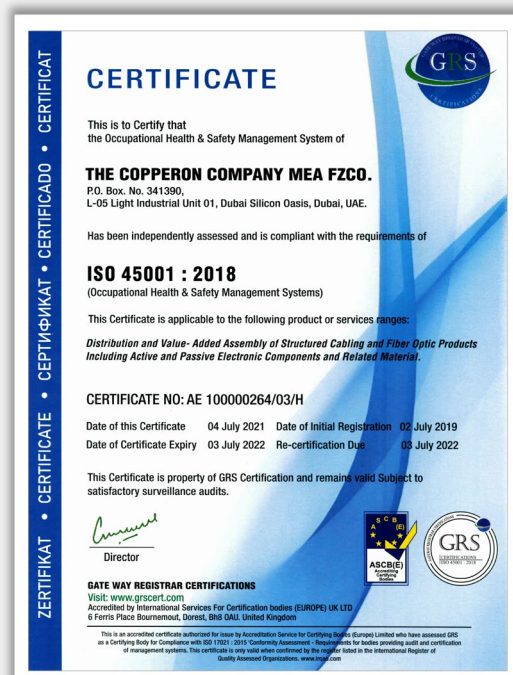 ZERTIFIKAT • CERTIFICATE • СЕРТИФИКАТ • CERTIFICADO • CERTIFICAT
GRS
CERTIFICATIONS
CERTIFICATE
This is to Certify that
the Occupational Health & Safety Management System of
THE COPPERON COMPANY MEA FZCO.
P.O. Box. No. 341390,
L-05 Light Industrial Unit 01, Dubai Silicon Oasis, Dubai, UAE.
Has been independently assessed and is compliant with the requirements of
ISO 45001 : 2018
(Occupational Health & Safety Management Systems)
This Certificate is applicable to the following product or services ranges:
Distribution and Value- Added Assembly of Structured Cabling and Fiber Optic Products
Including Active and Passive Electronic Components and Related Material.
CERTIFICATE NO: AE 100000264/03/H
Date of this Certificate 04 July 2021 Date of Initial Registration 02 July 2019
Date of Certificate Expiry 03 July 2022 Re-certification Due 03 July 2022
This Certificate is property of GRS Certification and remains valid Subject to
satisfactory surveillance audits.
Director
A S C B (E)
ASCB(E)
Accrediting
Certifying
Bodies
GRS
CERTIFICATIONS
ISO 45001 : 2018
GATE WAY REGISTRAR CERTIFICATIONS
Visit: www.grscert.com
Accredited by International Services For Certification bodies (EUROPE) UK LTD
6 Ferris Place Bournemout, Dorest, Bh8 0AU. United Kingdom
This is an accredited certificate authorized for issue by Accreditation Service for Certifying Bodies (Europe) Limited who have assessed GRS
as a Certifying Body for Compliance with ISO 17021 : 2015 'Conformity Assessment - Requirements for bodies providing audit and certification
of management systems. This certificate is only valid when confirmed by the register listed in the International Register of
Quality Assessed Organizations. www.irqao.com